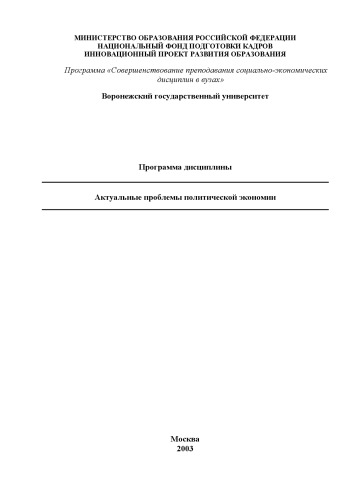 МИНИСТЕРСТВО ОБРАЗОВАНИЯ РОССИЙСКОЙ ФЕДЕРАЦИИ
НАЦИОНАЛЬНЫЙ ФОНД ПОДГОТОВКИ КАДРОВ
ИННОВАЦИОННЫЙ ПРОЕКТ РАЗВИТИЯ ОБРАЗОВАНИЯ
Программа «Совершенствование преподавания социально-экономических
дисциплин в вузах»
Воронежский государственный университет
Программа дисциплины
Актуальные проблемы политической экономии
Москва
2003